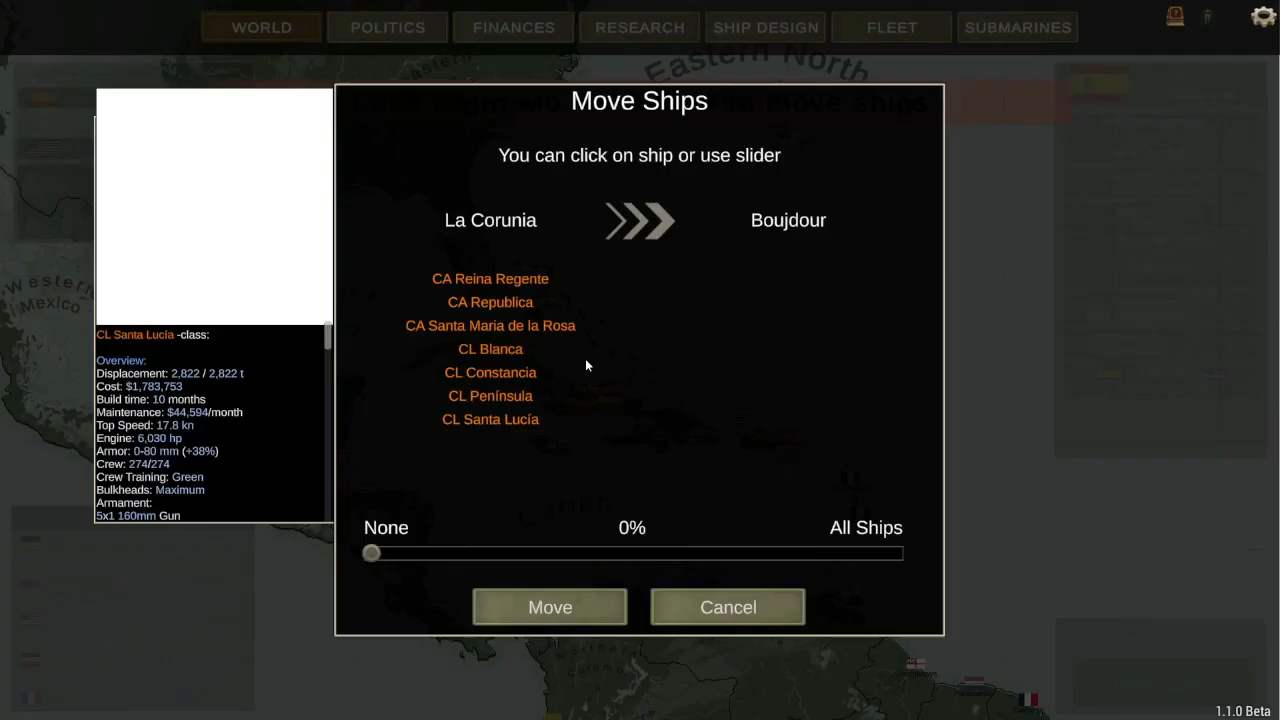 WORLD
POLITICS
FINANCES
RESEARCH
SHIP DESIGN
FLEET
SUBMARINES
Eastern North
Move Ships
You can click on ship or use slider
La Corunia
Boujdour
CA Reina Regente
CA Republica
CA Santa Maria de la Rosa
CL Blanca
CL Constancia
CL Península
CL Santa Lucía
None
0%
All Ships
Move
Cancel
Western
Mexico
CL Santa Lucía -class:
Overview:
Displacement: 2,822 / 2,822 t
Cost: $1,783,753
Build time: 10 months
Maintenance: $44,594/month
Top Speed: 17.8 kn
Engine: 6,030 hp
Armor: 0-80 mm (+38%)
Crew: 274/274
Crew Training: Green
Bulkheads: Maximum
Armament:
5x1 160mm Gun
1.1.0 Beta